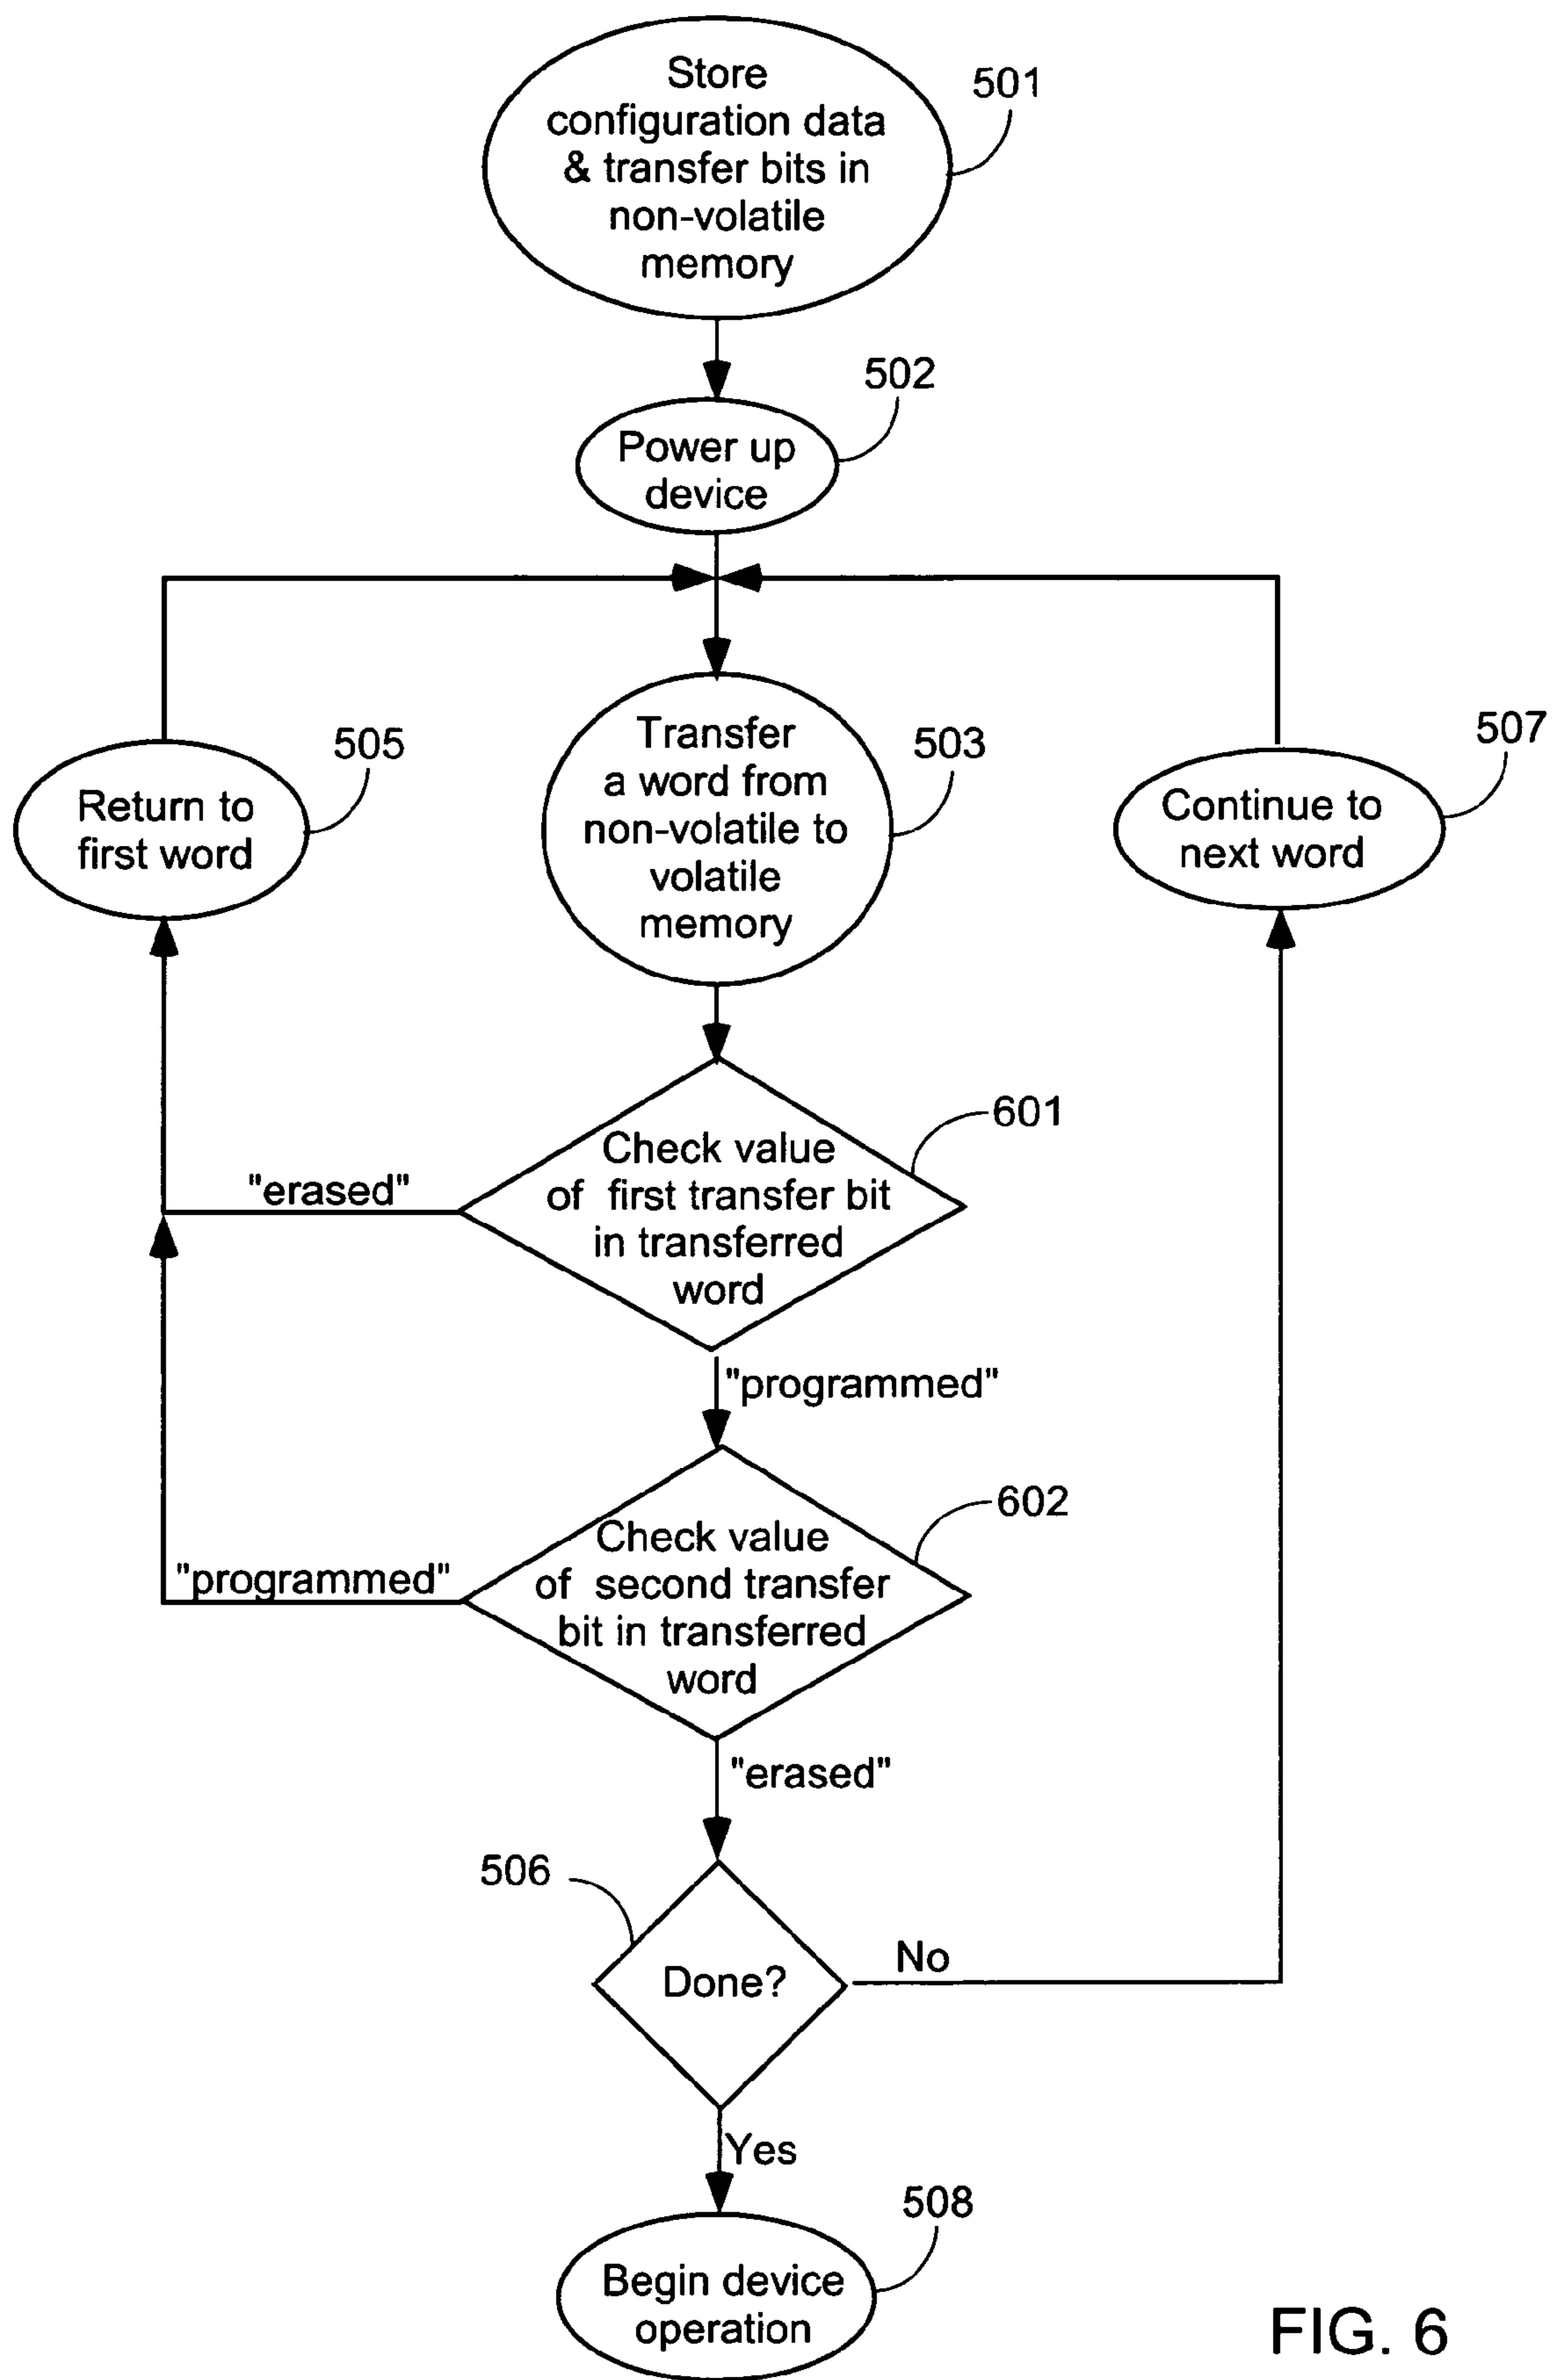 Store
configuration data
& transfer bits in
non-volatile
memory
501
502
Power up
device
505
Return to
first word
503
Transfer
a word from
non-volatile to
volatile
memory
507
Continue to
next word
601
Check value
of first transfer bit
in transferred
word
"erased"
"programmed"
602
Check value
of second transfer
bit in transferred
word
"programmed"
"erased"
506
Done?
No
Yes
508
Begin device
operation
FIG. 6